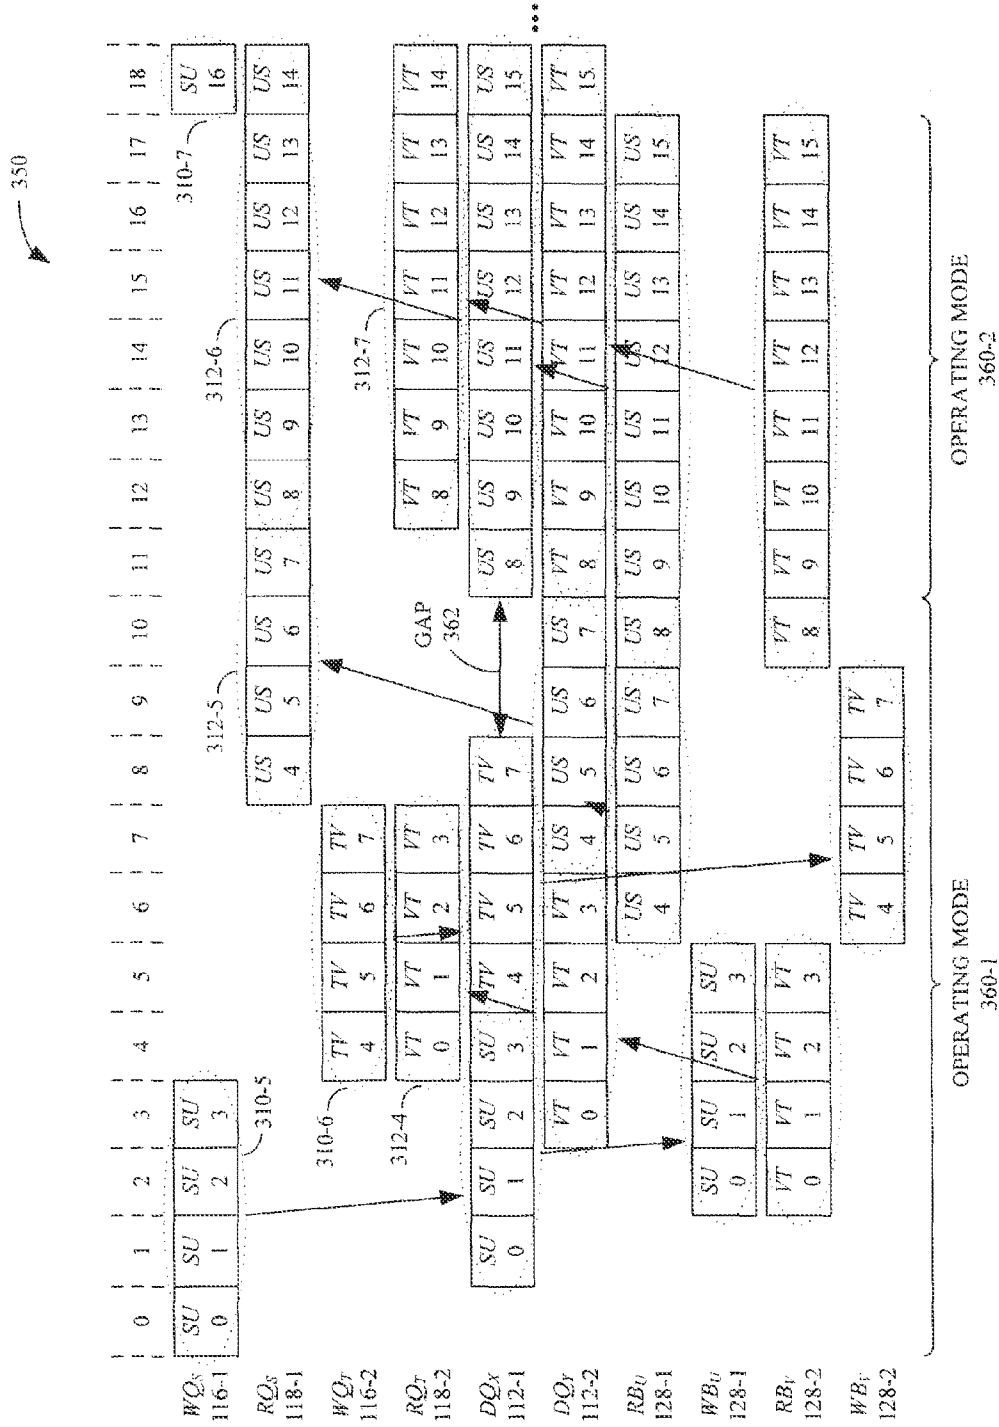 350
0 1 2 3 4 5 6 7 8 9 10 11 12 13 14 15 16 17 18
WQS SU SU SU SU SU
116-1 0 1 2 3 16
310-5 312-5 312-6 310-7
RQS US US US US US US US US US US US
118-1 4 5 6 7 8 9 10 11 12 13 14
WQT TV TV TV TV
116-2 4 5 6 7
310-6
312-4
312-7
RQT VT VT VT VT VT VT VT VT VT VT VT
118-2 0 1 2 3 8 9 10 11 12 13 14
GAP
362
DQX SU SU SU SU TV TV TV TV US US US US US US US US
112-1 0 1 2 3 4 5 6 7 8 9 10 11 12 13 14 15
...
DQY VT VT VT VT US US US US VT VT VT VT VT VT VT VT
112-2 0 1 2 3 4 5 6 7 8 9 10 11 12 13 14 15
RBU US US US US US US US US US US US US
128-1 4 5 6 7 8 9 10 11 12 13 14 15
WBU SU SU SU SU
128-1 0 1 2 3
RBV VT VT VT VT VT VT VT VT VT VT VT VT
128-2 0 1 2 3 8 9 10 11 12 13 14 15
WBV TV TV TV TV
128-2 4 5 6 7
OPERATING MODE
360-1
OPERATING MODE
360-2